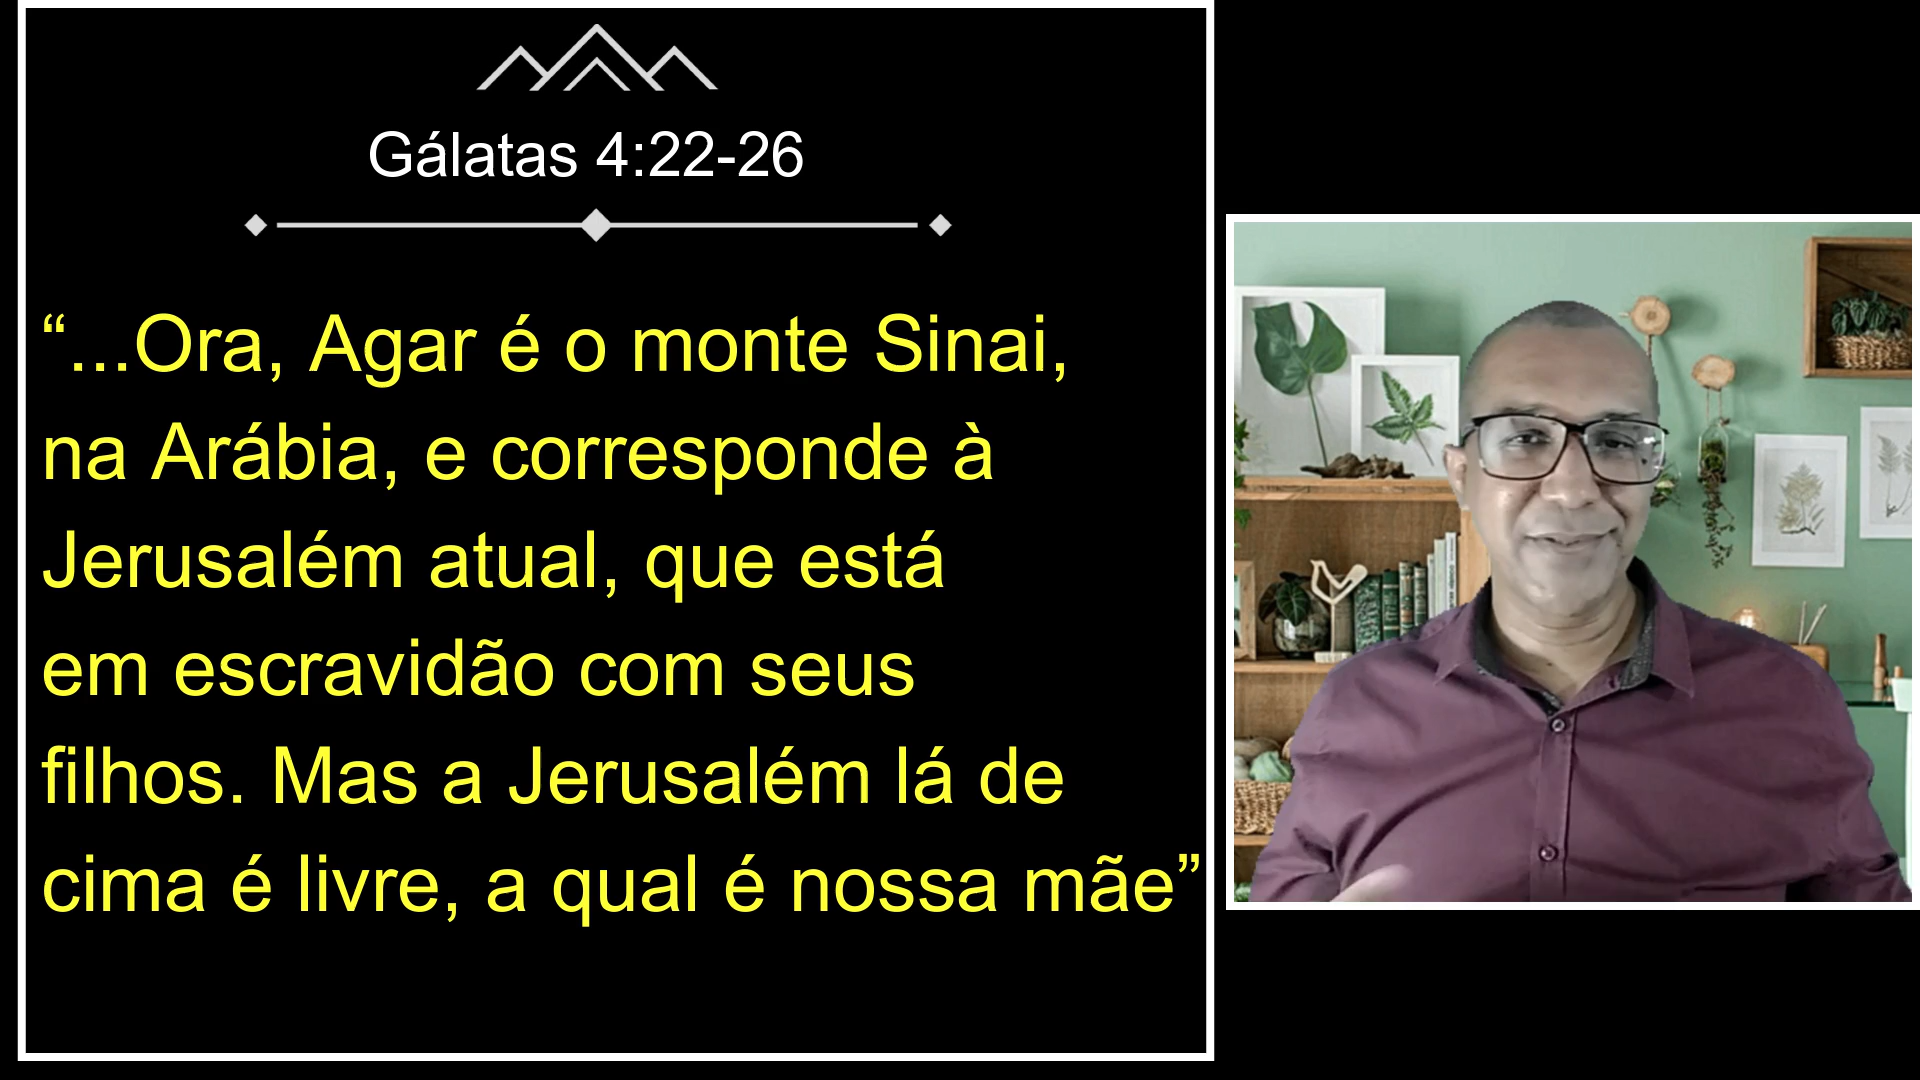 Gálatas 4:22-26
“...Ora, Agar é o monte Sinai,
na Arábia, e corresponde à
Jerusalém atual, que está
em escravidão com seus
filhos. Mas a Jerusalém lá de
cima é livre, a qual é nossa mãe”